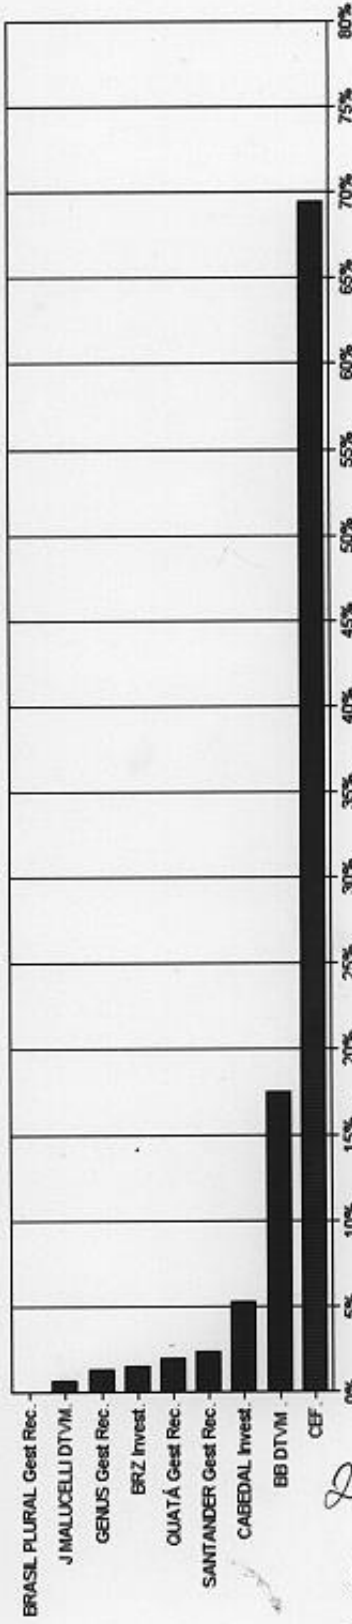 BRASIL PLURAL Gest Rec.
J MALUCELLI DTVM.
GENUS Gest Rec.
BRZ Invest.
QUATÁ Gest Rec.
SANTANDER Gest Rec.
CABEDAL Invest.
BB DTVM .
CEF.
0% 5% 10% 15% 20% 25% 30% 35% 40% 45% 50% 55% 60% 65% 70% 75% 80%